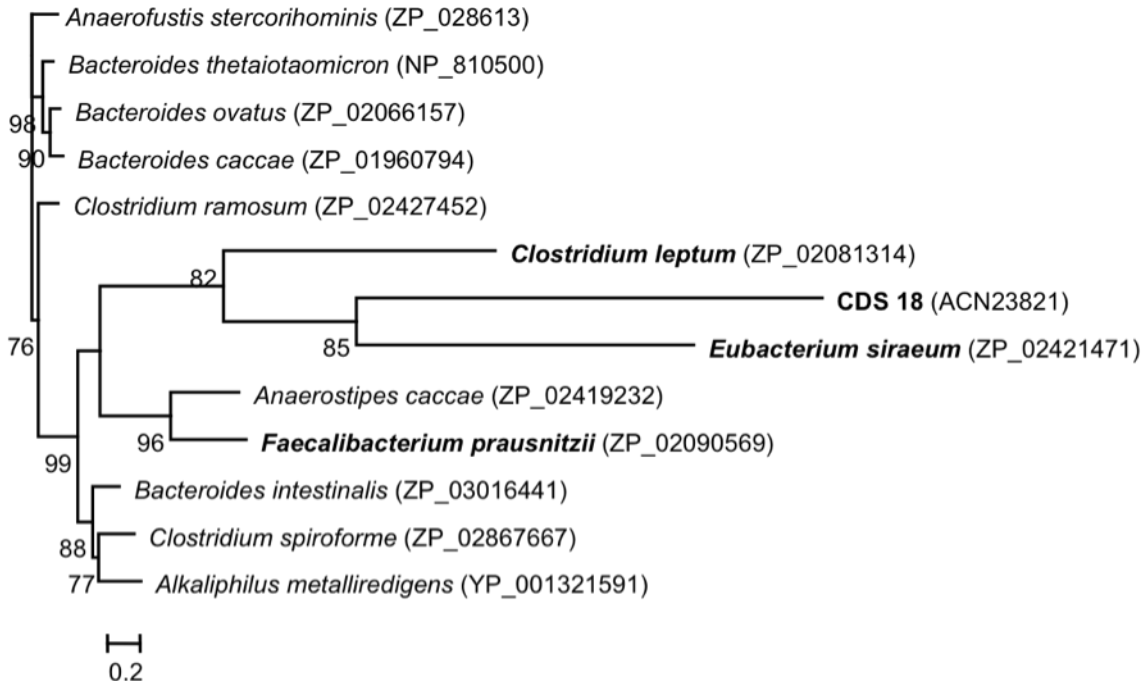 Anaerofustis stercorihominis (ZP_028613)
Bacteroides thetaiotaomicron (NP_810500)
Bacteroides ovatus (ZP_02066157)
98
90
Bacteroides caccae (ZP_01960794)
Clostridium ramosum (ZP_02427452)
Clostridium leptum (ZP_02081314)
82
CDS 18 (ACN23821)
76
85
Eubacterium siraeum (ZP_02421471)
Anaerostipes caccae (ZP_02419232)
96
Faecalibacterium prausnitzii (ZP_02090569)
99
Bacteroides intestinalis (ZP_03016441)
Clostridium spiroforme (ZP_02867667)
88
77
Alkaliphilus metalliredigens (YP_001321591)
0.2